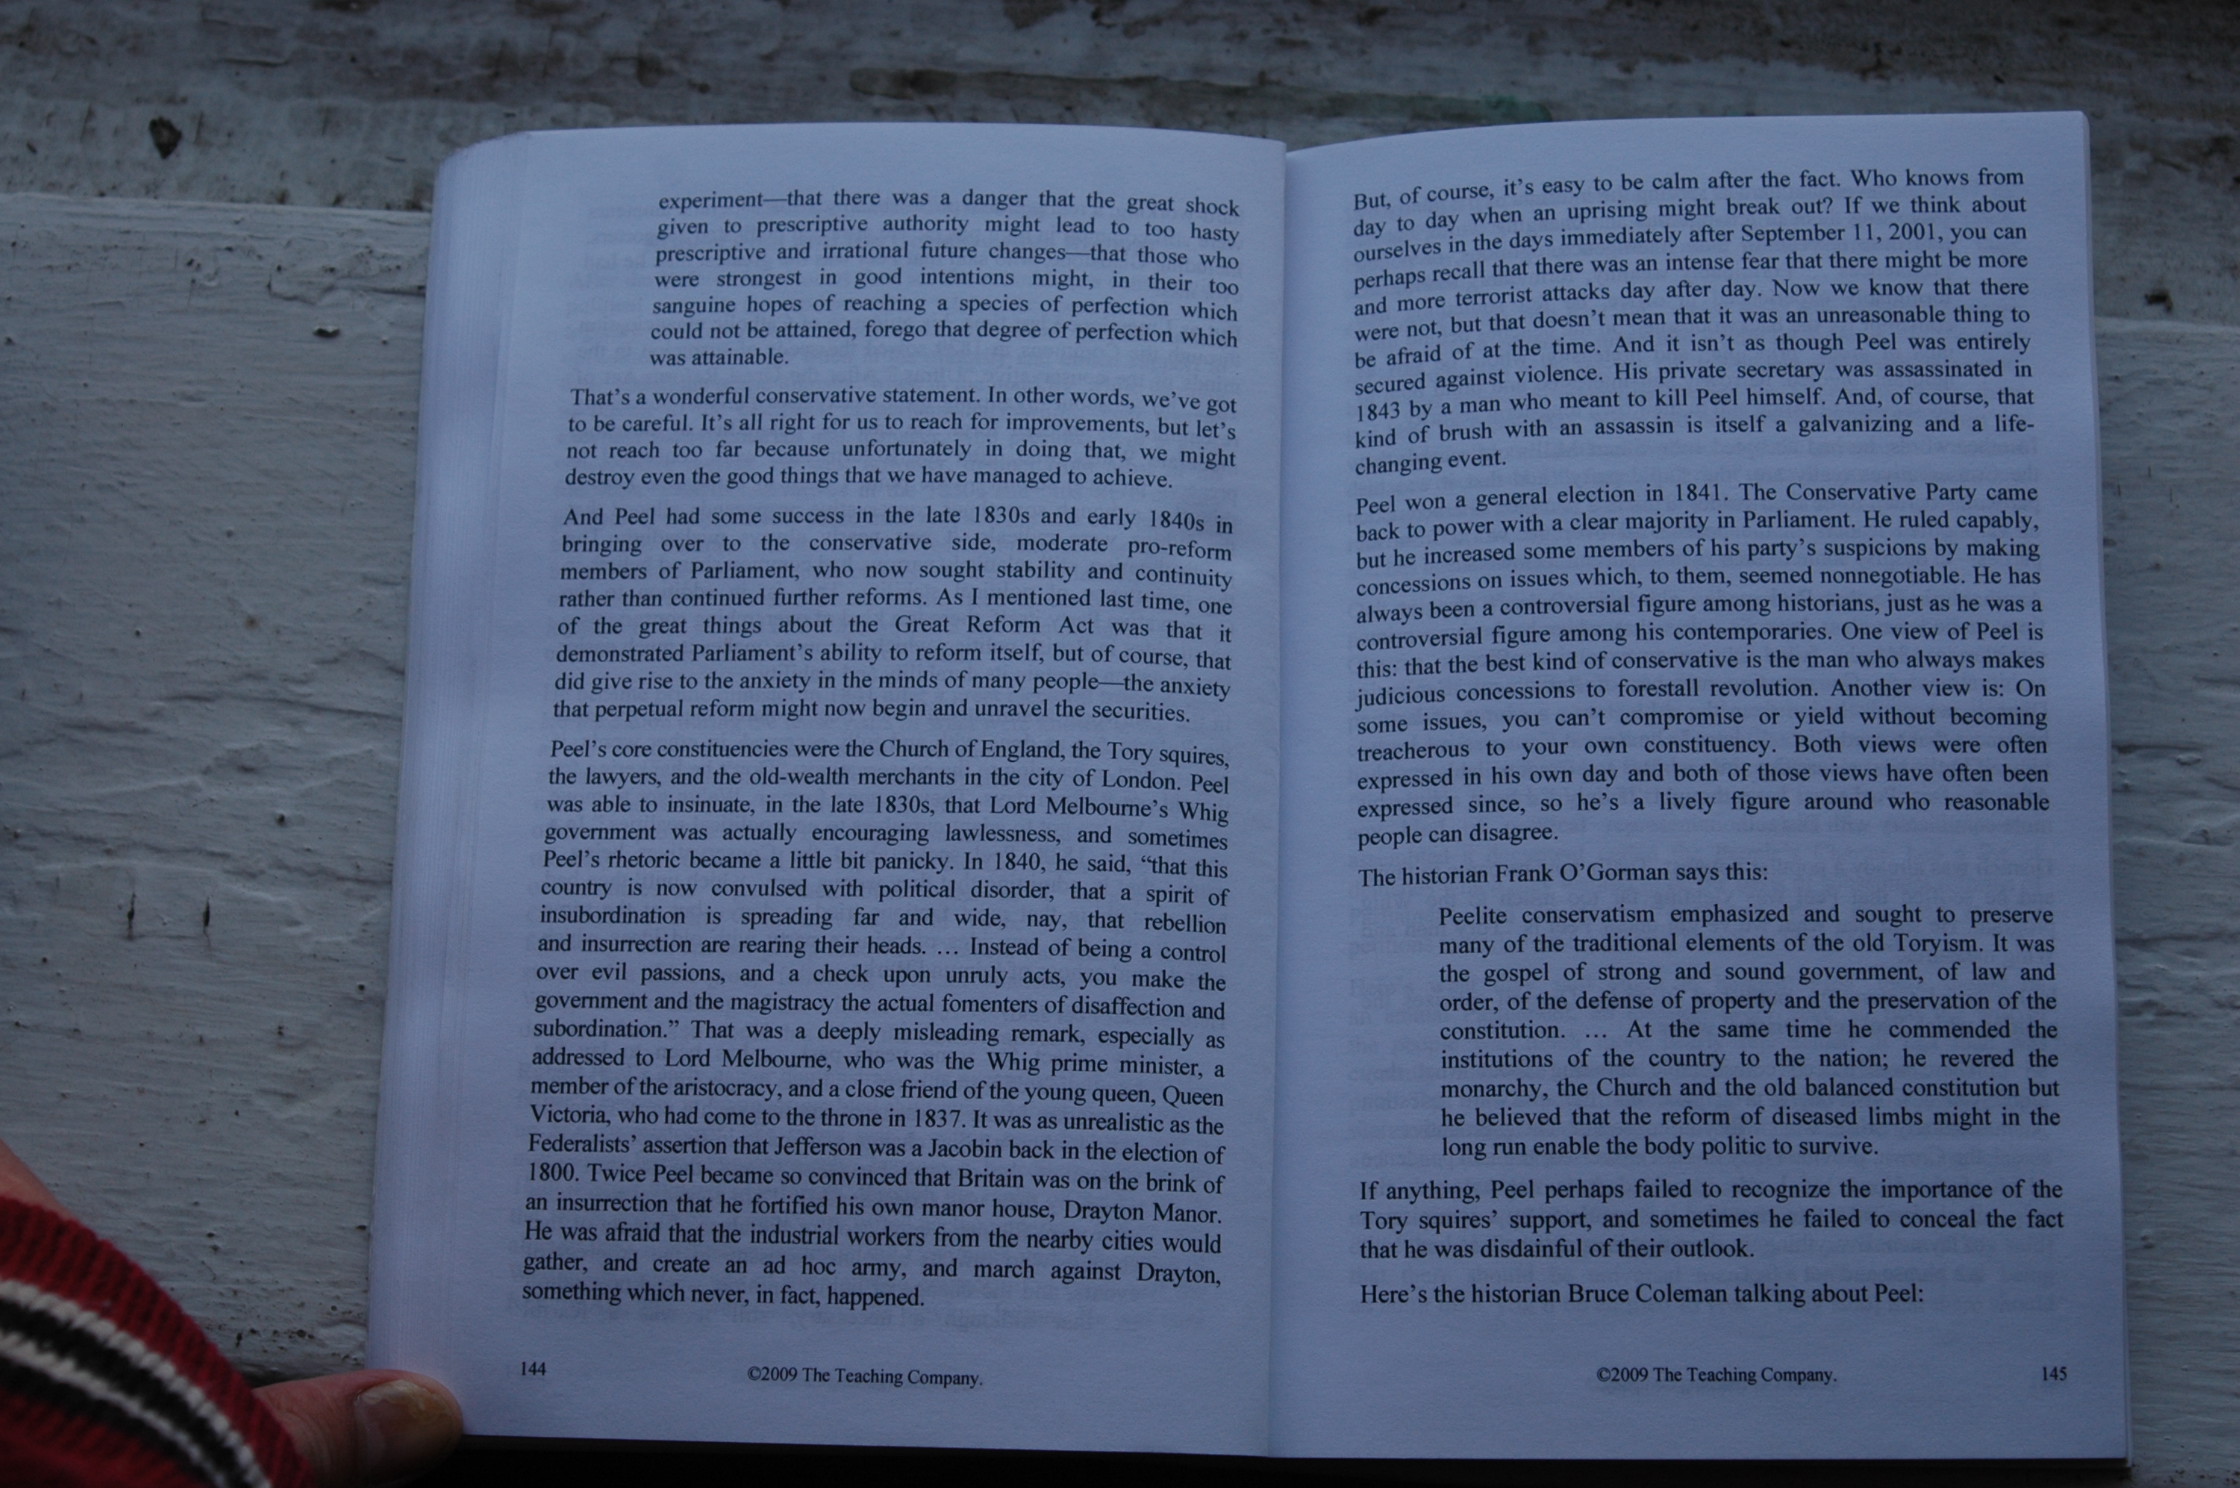 experiment—that there was a danger that the great shock
given to prescriptive authority might lead to too hasty
prescriptive and irrational future changes—that those who
were strongest in good intentions might, in their too
sanguine hopes of reaching a species of perfection which
could not be attained, forego that degree of perfection which
was attainable.
That's a wonderful conservative statement. In other words, we've got
to be careful. It's all right for us to reach for improvements, but let's
not reach too far because unfortunately in doing that, we might
destroy even the good things that we have managed to achieve.
And Peel had some success in the late 1830s and early 1840s in
bringing over to the conservative side, moderate pro-reform
members of Parliament, who now sought stability and continuity
rather than continued further reforms. As I mentioned last time, one
of the great things about the Great Reform Act was that it
demonstrated Parliament's ability to reform itself, but of course, that
did give rise to the anxiety in the minds of many people—the anxiety
that perpetual reform might now begin and unravel the securities.
Peel's core constituencies were the Church of England, the Tory squires,
the lawyers, and the old-wealth merchants in the city of London. Peel
was able to insinuate, in the late 1830s, that Lord Melbourne's Whig
government was actually encouraging lawlessness, and sometimes
Peel's rhetoric became a little bit panicky. In 1840, he said, “that this
country is now convulsed with political disorder, that a spirit of
insubordination is spreading far and wide, nay, that rebellion
and insurrection are rearing their heads. … Instead of being a control
over evil passions, and a check upon unruly acts, you make the
government and the magistracy the actual fomenters of disaffection and
subordination.” That was a deeply misleading remark, especially as
addressed to Lord Melbourne, who was the Whig prime minister, a
member of the aristocracy, and a close friend of the young queen, Queen
Victoria, who had come to the throne in 1837. It was as unrealistic as the
Federalists' assertion that Jefferson was a Jacobin back in the election of
1800. Twice Peel became so convinced that Britain was on the brink of
an insurrection that he fortified his own manor house, Drayton Manor.
He was afraid that the industrial workers from the nearby cities would
gather, and create an ad hoc army, and march against Drayton,
something which never, in fact, happened.
144
©2009 The Teaching Company.
But, of course, it's easy to be calm after the fact. Who knows from
day to day when an uprising might break out? If we think about
ourselves in the days immediately after September 11, 2001, you can
perhaps recall that there was an intense fear that there might be more
and more terrorist attacks day after day. Now we know that there
were not, but that doesn't mean that it was an unreasonable thing to
be afraid of at the time. And it isn't as though Peel was entirely
secured against violence. His private secretary was assassinated in
1843 by a man who meant to kill Peel himself. And, of course, that
kind of brush with an assassin is itself a galvanizing and a life-
changing event.
Peel won a general election in 1841. The Conservative Party came
back to power with a clear majority in Parliament. He ruled capably,
but he increased some members of his party's suspicions by making
concessions on issues which, to them, seemed nonnegotiable. He has
always been a controversial figure among historians, just as he was a
controversial figure among his contemporaries. One view of Peel is
this: that the best kind of conservative is the man who always makes
judicious concessions to forestall revolution. Another view is: On
some issues, you can't compromise or yield without becoming
treacherous to your own constituency. Both views were often
expressed in his own day and both of those views have often been
expressed since, so he's a lively figure around who reasonable
people can disagree.
The historian Frank O'Gorman says this:
Peelite conservatism emphasized and sought to preserve
many of the traditional elements of the old Toryism. It was
the gospel of strong and sound government, of law and
order, of the defense of property and the preservation of the
constitution. … At the same time he commended the
institutions of the country to the nation; he revered the
monarchy, the Church and the old balanced constitution but
he believed that the reform of diseased limbs might in the
long run enable the body politic to survive.
If anything, Peel perhaps failed to recognize the importance of the
Tory squires' support, and sometimes he failed to conceal the fact
that he was disdainful of their outlook.
Here's the historian Bruce Coleman talking about Peel:
©2009 The Teaching Company.
145